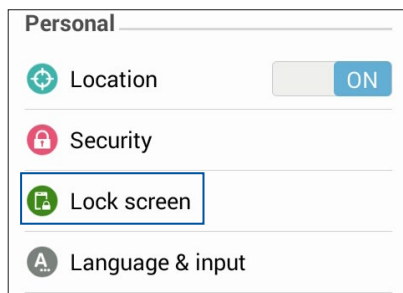 Personal
Location ON
Security
Lock screen
A Language & input